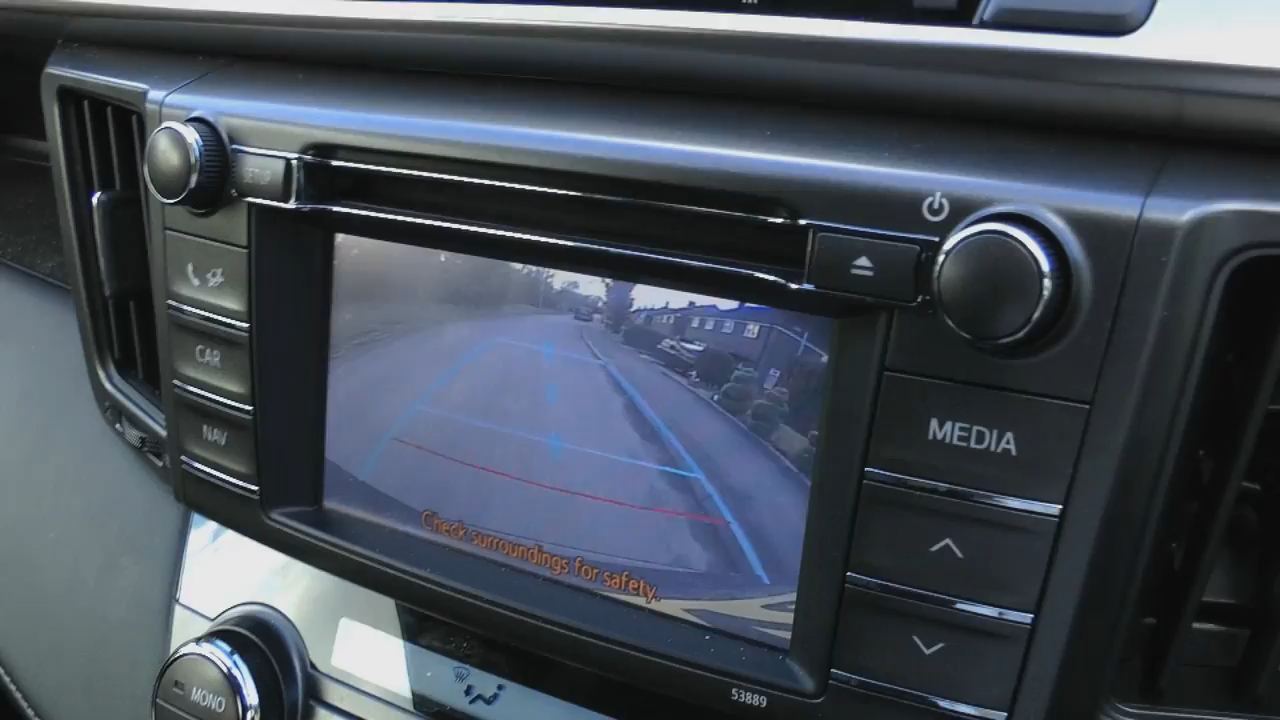 SETUP
CAR
NAV
MEDIA
Check surroundings for safety.
53889
MONO